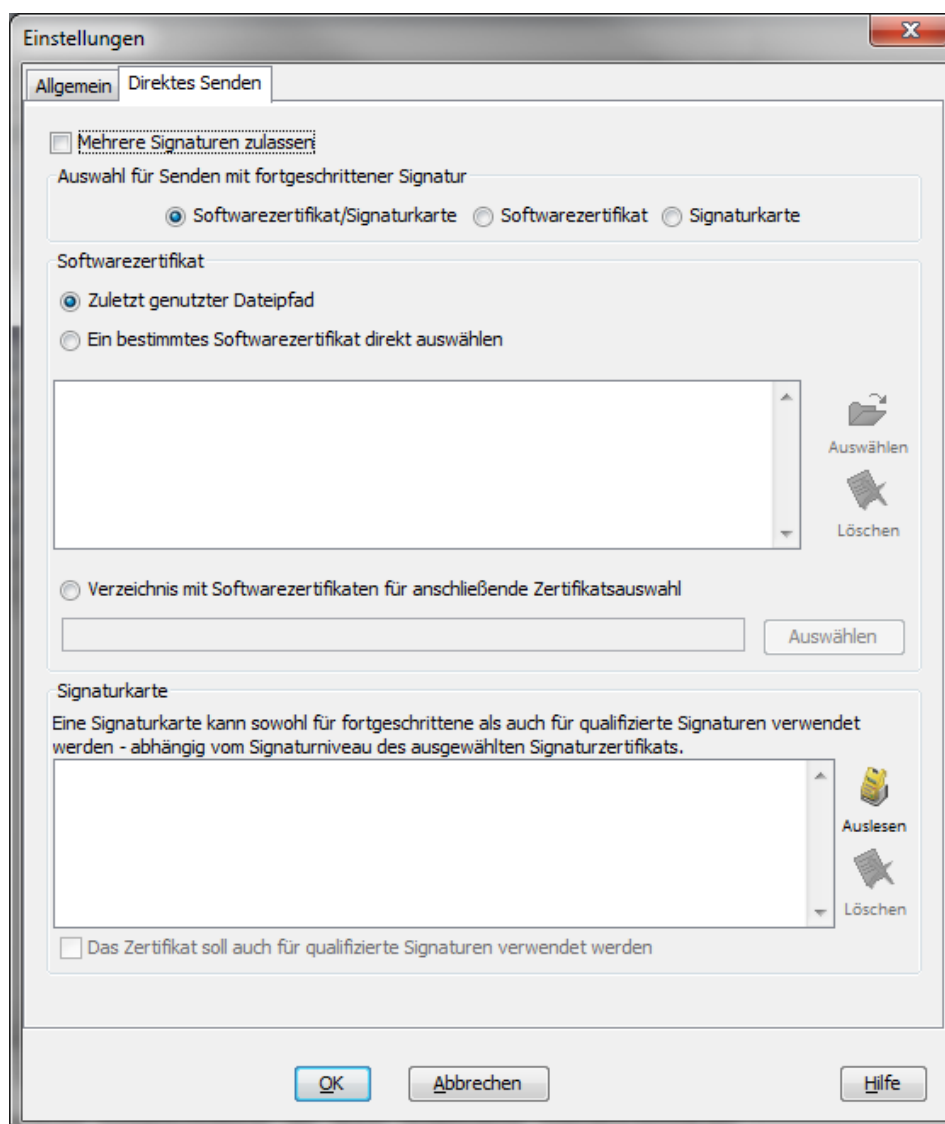 Einstellungen
Allgemein Direktes Senden
Mehrere Signaturen zulassen
Auswahl für Senden mit fortgeschrittener Signatur
Softwarezertifikat/Signaturkarte Softwarezertifikat Signaturkarte
Softwarezertifikat
Zuletzt genutzter Dateipfad
Ein bestimmtes Softwarezertifikat direkt auswählen
Auswählen
Löschen
Verzeichnis mit Softwarezertifikaten für anschließende Zertifikatsauswahl
Auswählen
Signaturkarte
Eine Signaturkarte kann sowohl für fortgeschrittene als auch für qualifizierte Signaturen verwendet
werden - abhängig vom Signaturniveau des ausgewählten Signaturzertifikats.
Auslesen
Löschen
Das Zertifikat soll auch für qualifizierte Signaturen verwendet werden
OK Abbrechen Hilfe